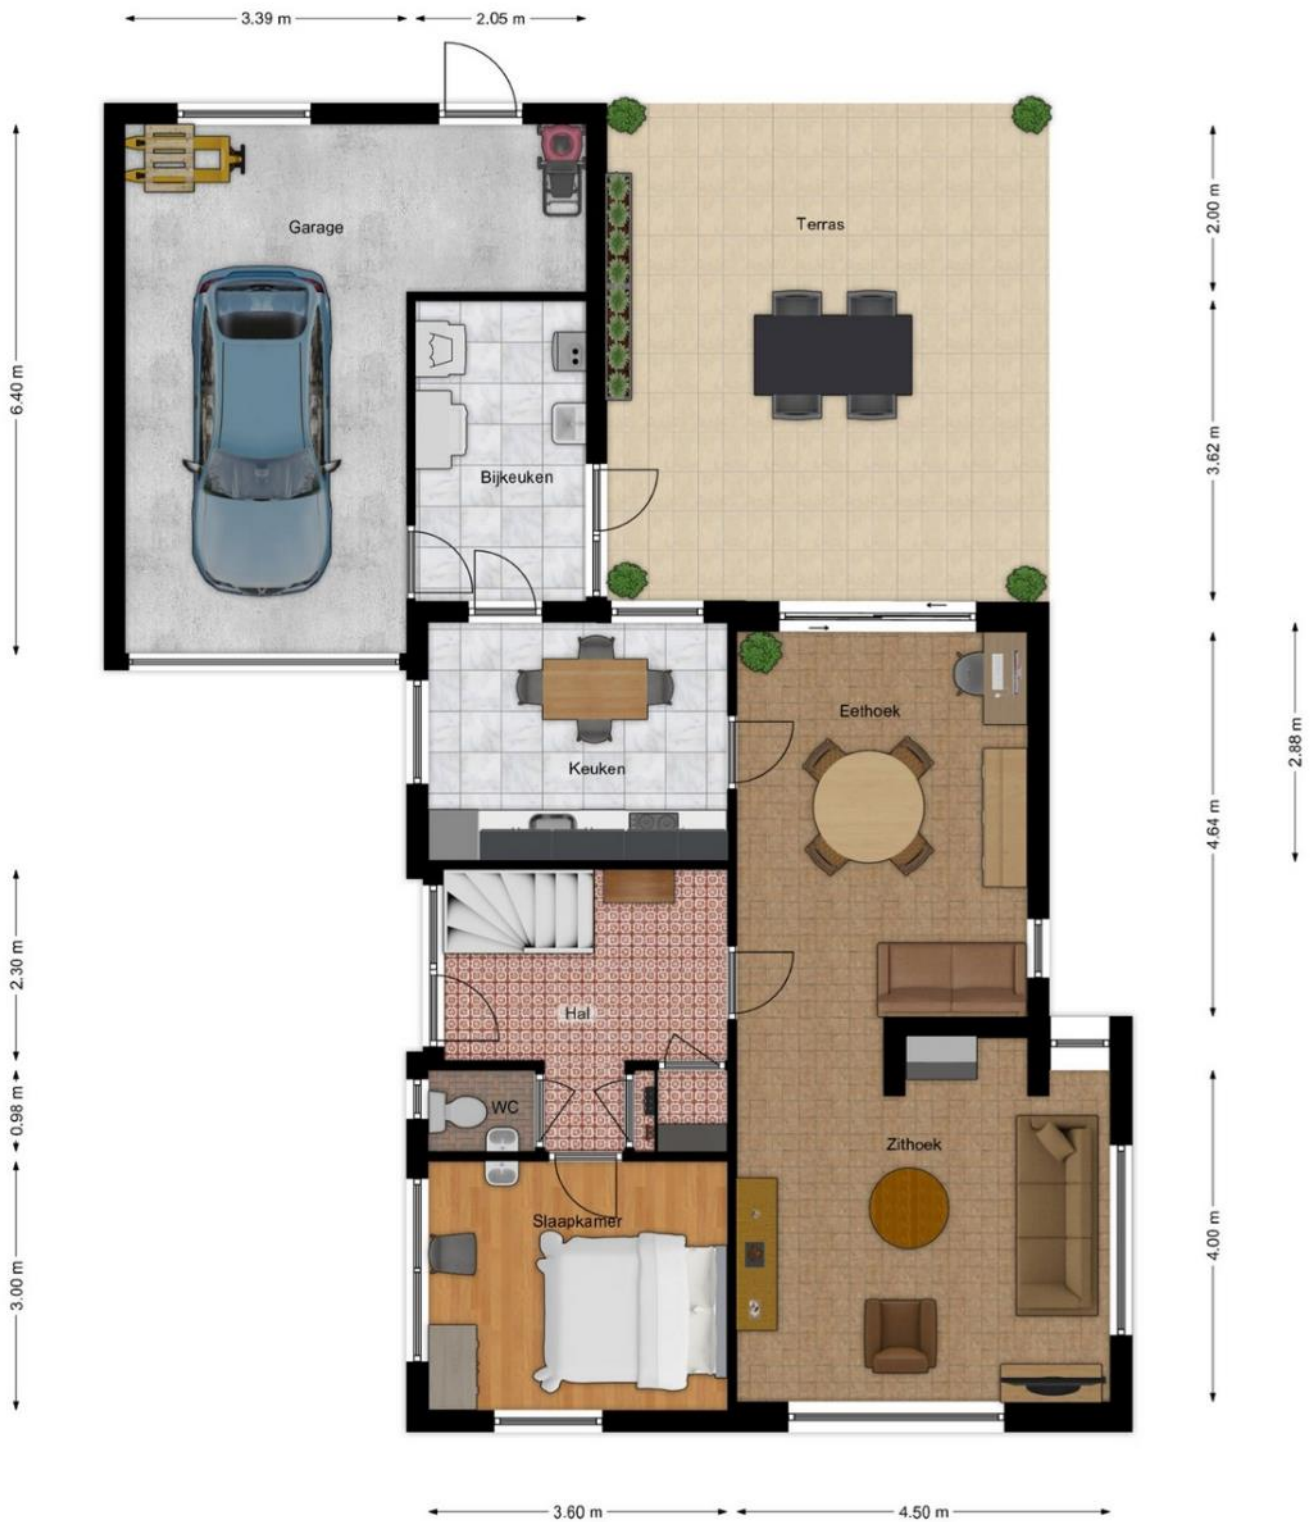 3.39 m
2.05 m
2.00 m
Garage
Terras
6.40 m
3.62 m
Bijkeuken
Eethoek
2.88 m
Keuken
4.64 m
2.30 m
Hal
0.98 m
WC
Zithoek
Slaapkamer
4.00 m
3.00 m
3.60 m
4.50 m